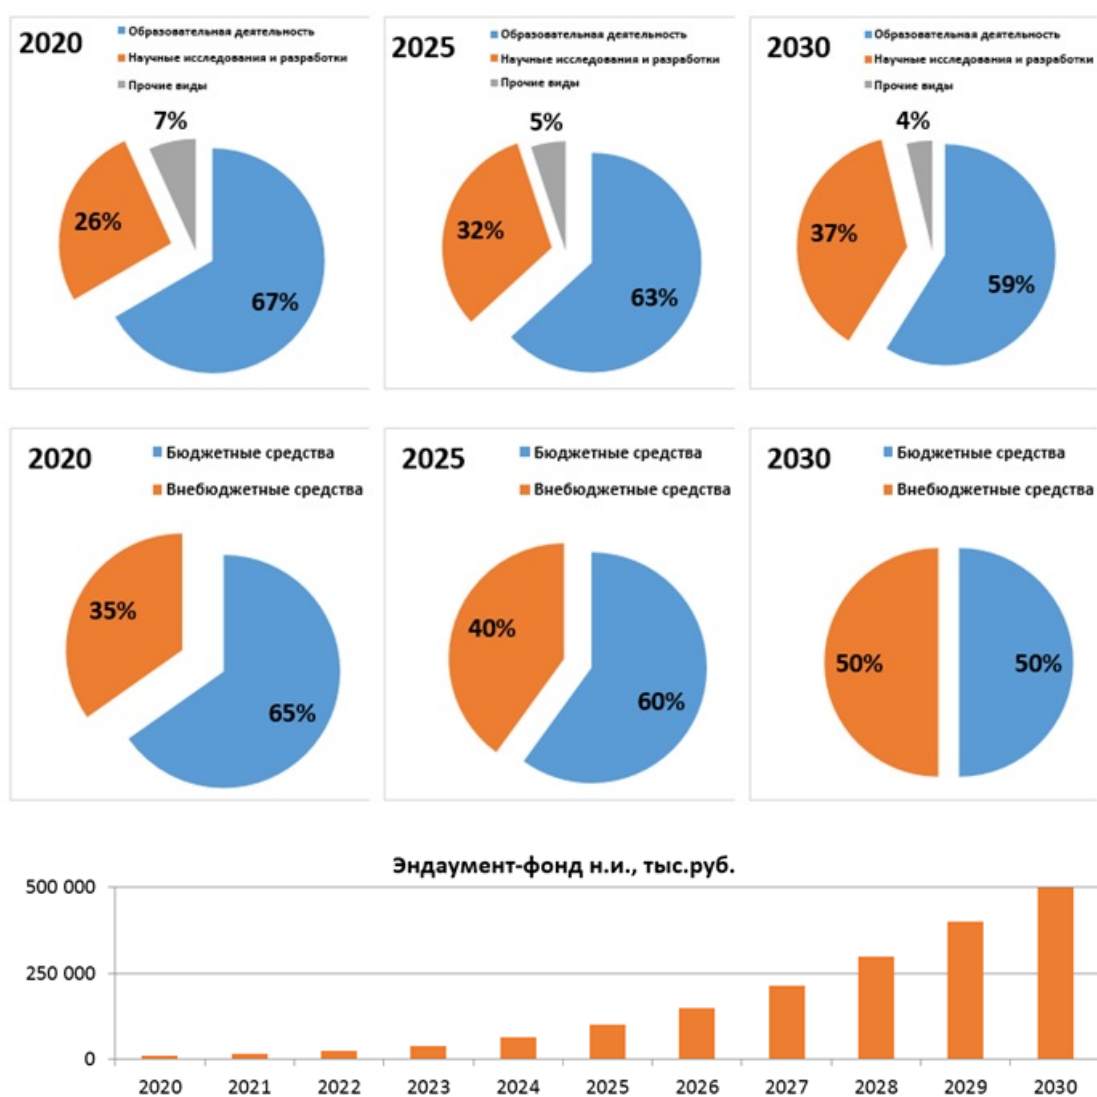 2020
Образовательная деятельность
Научные исследования и разработки
Прочие виды
7%
26%
67%
2025
Образовательная деятельность
Научные исследования и разработки
Прочие виды
5%
32%
63%
2030
Образовательная деятельность
Научные исследования и разработки
Прочие виды
4%
37%
59%
2020
Бюджетные средства
Внебюджетные средства
35%
65%
2025
Бюджетные средства
Внебюджетные средства
40%
60%
2030
Бюджетные средства
Внебюджетные средства
50%
50%
Эндаумент-фонд н.и., тыс.руб.
500 000
250 000
0
2020 2021 2022 2023 2024 2025 2026 2027 2028 2029 2030